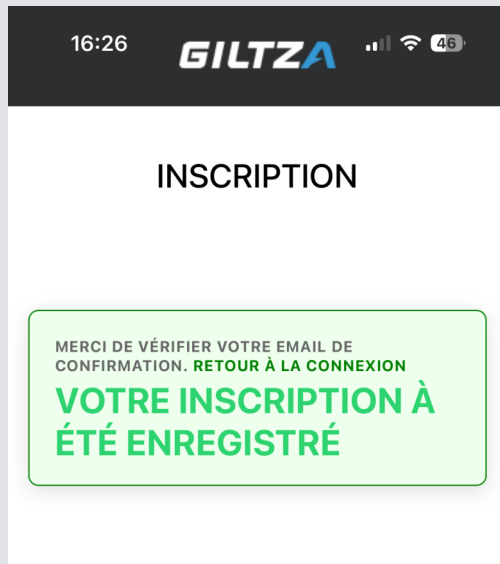 16:26
GILTZA
46
INSCRIPTION
MERCI DE VÉRIFIER VOTRE EMAIL DE
CONFIRMATION. RETOUR À LA CONNEXION
VOTRE INSCRIPTION À
ÉTÉ ENREGISTRÉ